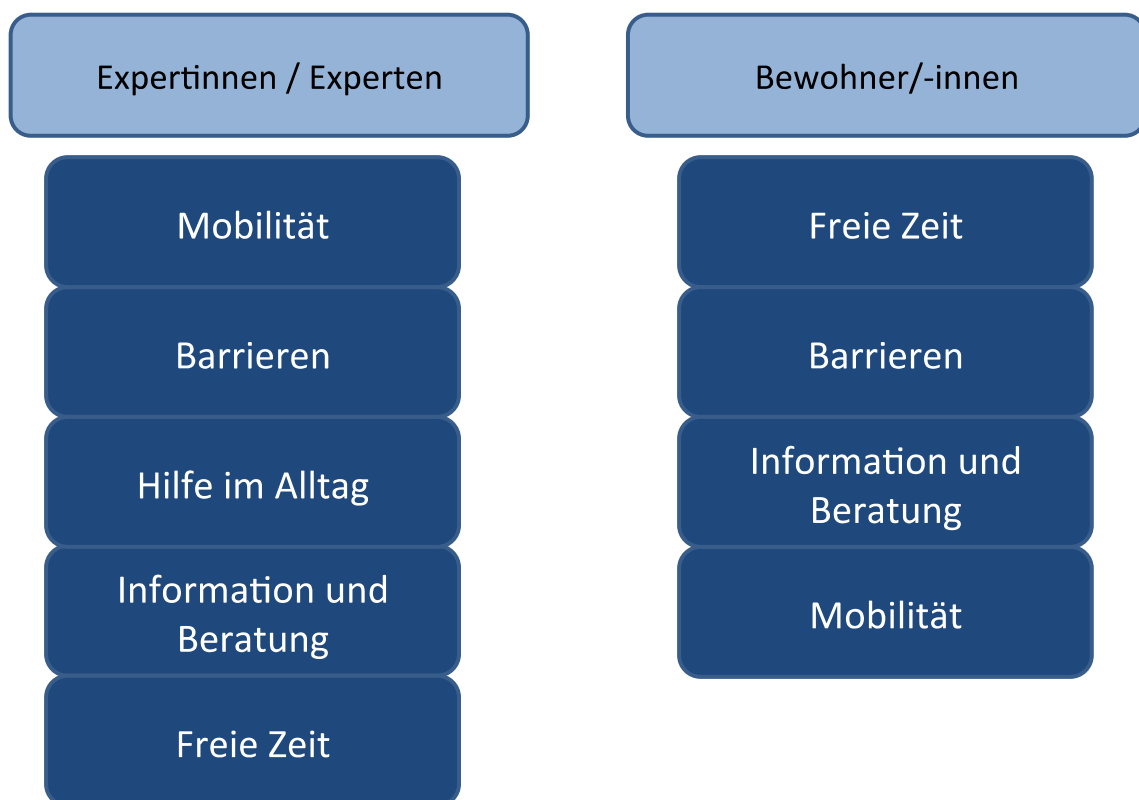 Expertinnen / Experten
Mobilität
Barrieren
Hilfe im Alltag
Information und
Beratung
Freie Zeit
Bewohner/-innen
Freie Zeit
Barrieren
Information und
Beratung
Mobilität